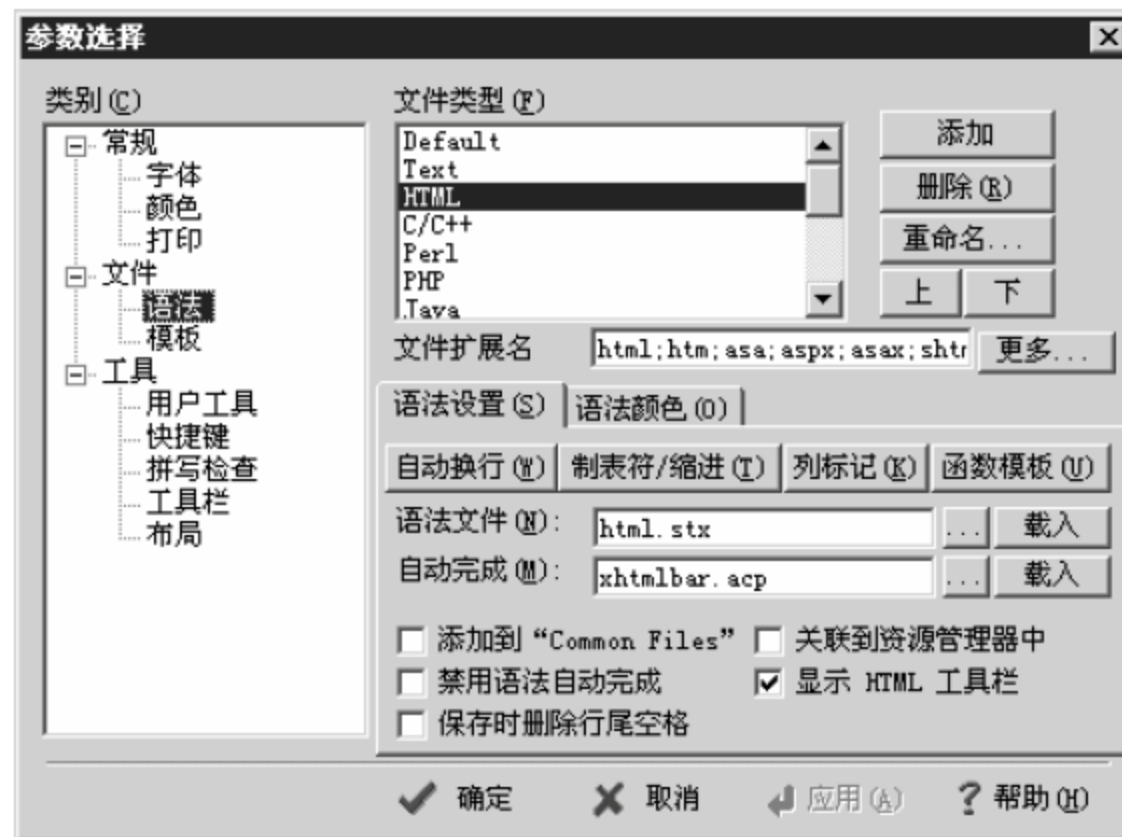 参数选择
类别(C)
常规
字体
颜色
打印
文件
语法
模板
工具
用户工具
快捷键
拼写检查
工具栏
布局
文件类型(F)
Default
Text
HTML
C/C++
Perl
PHP
Java
添加
删除(R)
重命名...
上 下
文件扩展名 html;htm;asa;aspx;asax;sht 更多...
语法设置(S) 语法颜色(O)
自动换行(W) 制表符/缩进(T) 列标记(K) 函数模板(U)
语法文件(N): html.stx ... 载入
自动完成(M): xhtmlbar.acp ... 载入
添加到“Common Files” 关联到资源管理器中
禁用语法自动完成 显示 HTML 工具栏
保存时删除行尾空格
确定 取消 应用(A) 帮助(H)